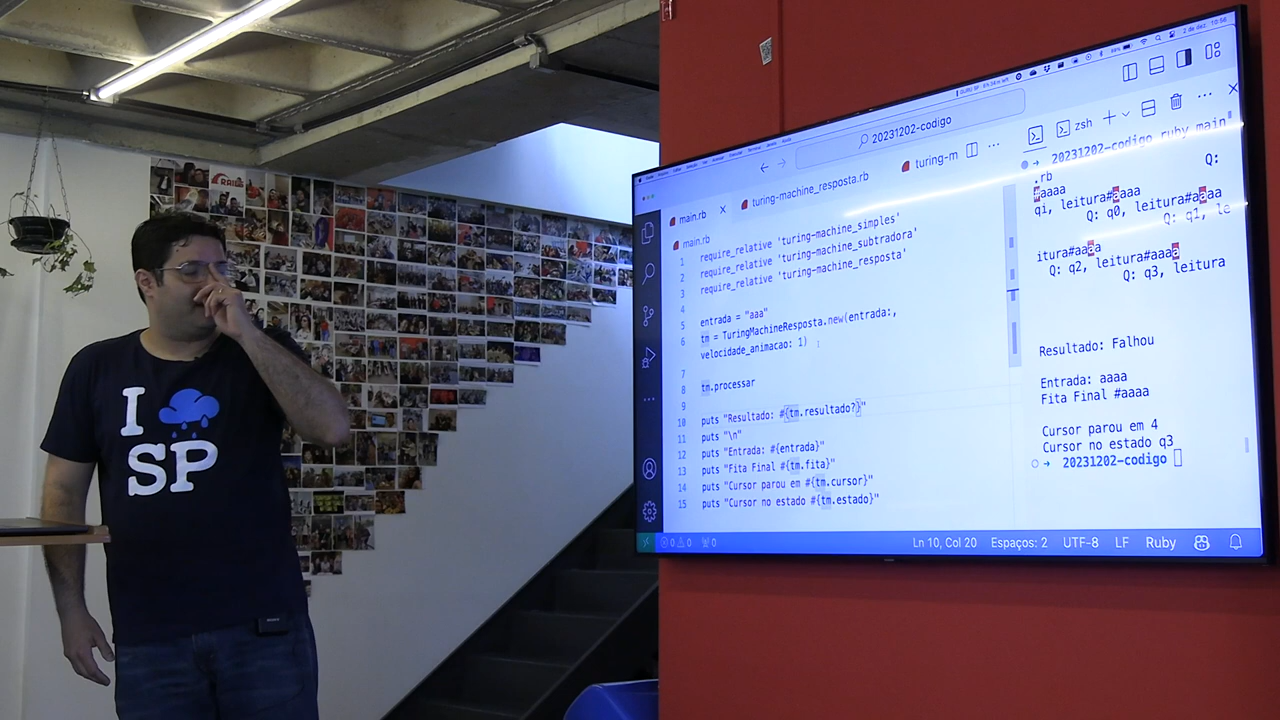 I
SP
RAILS
20231202-codigo
main.rb
turing-machine_resposta.rb
turing-m
main.rb
1 require_relative 'turing-machine_simples'
2 require_relative 'turing-machine_subtradora'
3 require_relative 'turing-machine_resposta'
4
5 entrada = "aaa"
6 tm = TuringMachineResposta.new(entrada:,
velocidade_animacao: 1)
7
8 tm.processar
9
10 puts "Resultado: #{tm.resultado?}"
11 puts "\n"
12 puts "Entrada: #{entrada}"
13 puts "Fita Final #{tm.fita}"
14 puts "Cursor parou em #{tm.cursor}"
15 puts "Cursor no estado #{tm.estado}"
zsh
20231202-codigo ruby main
.rb
Q:
#aaaa
qi, leitura#aaaa
Q: q0, leitura#aaaa
Q: q1, le
itura#aaaa
Q: q2, leitura#aaaa
Q: q3, leitura
Resultado: Falhou
Entrada: aaaa
Fita Final #aaaa
Cursor parou em 4
Cursor no estado q3
20231202-codigo
0 0 0
Ln 10, Col 20 Espaços: 2 UTF-8 LF Ruby